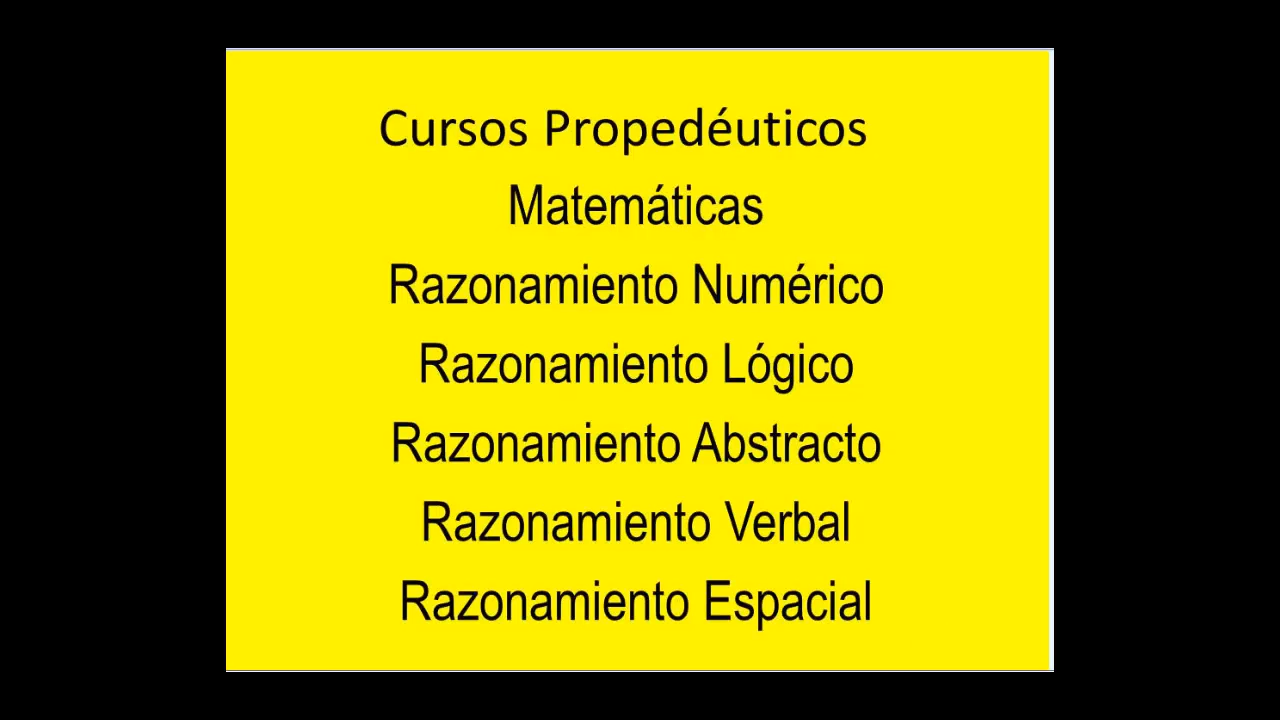 Cursos Propedéuticos
Matemáticas
Razonamiento Numérico
Razonamiento Lógico
Razonamiento Abstracto
Razonamiento Verbal
Razonamiento Espacial